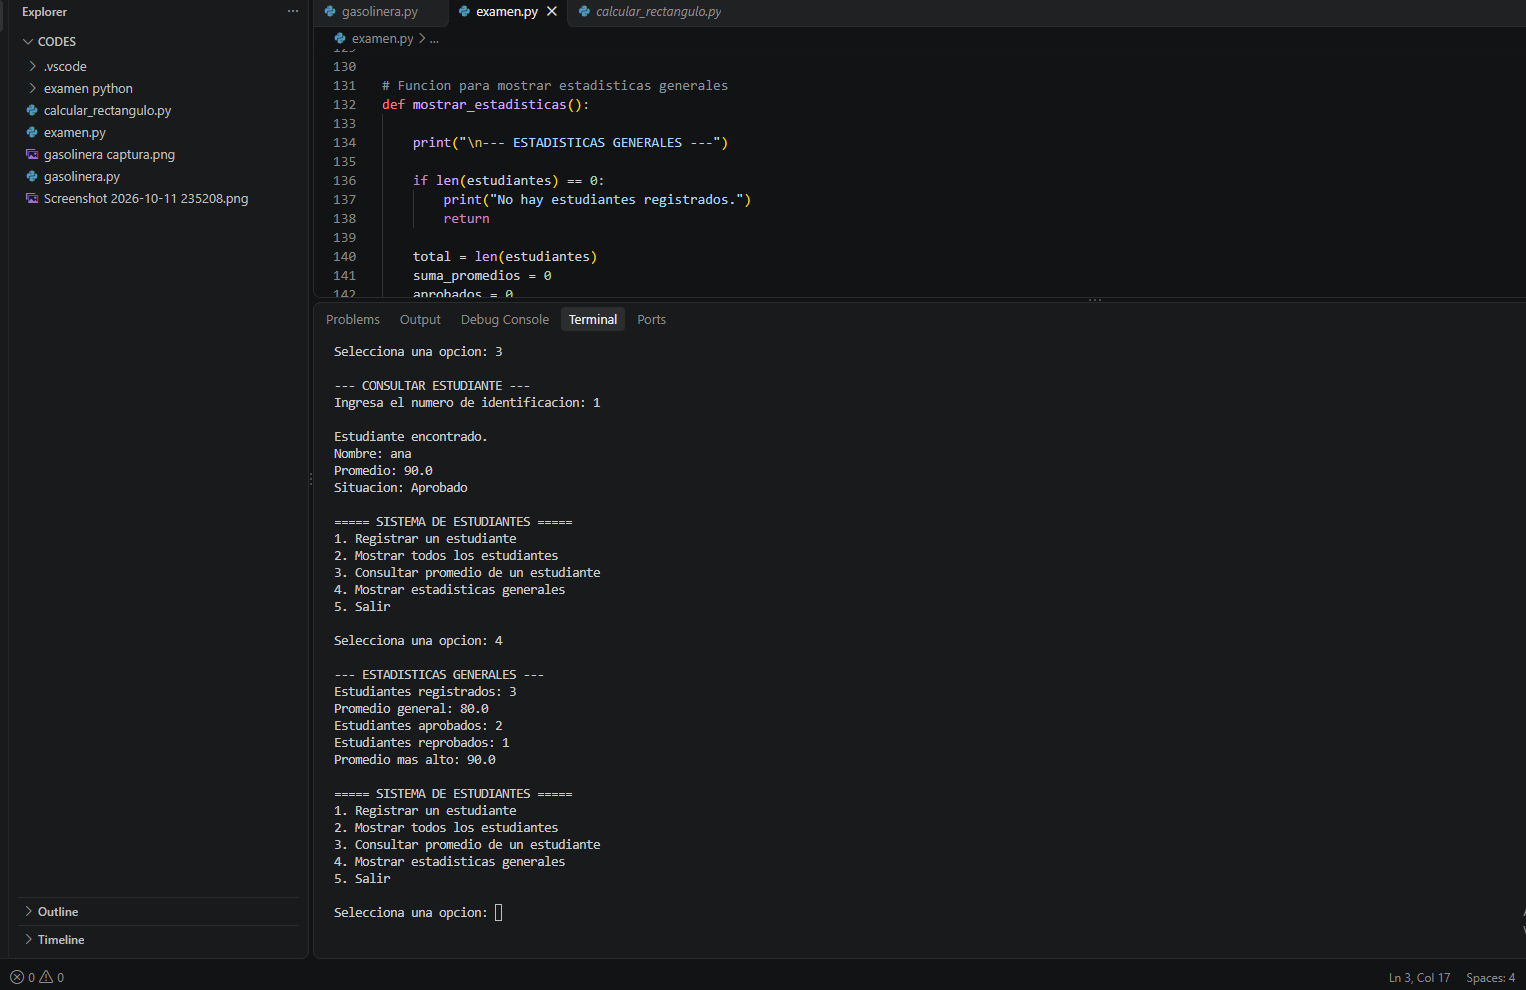 Explorer
CODES
.vscode
examen python
calcular_rectangulo.py
examen.py
gasolinera captura.png
gasolinera.py
Screenshot 2026-10-11 235208.png
Outline
Timeline
gasolinera.py
examen.py
calcular_rectangulo.py
examen.py > ...
129
130
131 # Funcion para mostrar estadisticas generales
132 def mostrar_estadisticas():
133
134 print("\n--- ESTADISTICAS GENERALES ---")
135
136 if len(estudiantes) == 0:
137 print("No hay estudiantes registrados.")
138 return
139
140 total = len(estudiantes)
141 suma_promedios = 0
142 aprobados = 0
Problems Output Debug Console Terminal Ports
Selecciona una opcion: 3
--- CONSULTAR ESTUDIANTE ---
Ingresa el numero de identificacion: 1
Estudiante encontrado.
Nombre: ana
Promedio: 90.0
Situacion: Aprobado
===== SISTEMA DE ESTUDIANTES =====
1. Registrar un estudiante
2. Mostrar todos los estudiantes
3. Consultar promedio de un estudiante
4. Mostrar estadisticas generales
5. Salir
Selecciona una opcion: 4
--- ESTADISTICAS GENERALES ---
Estudiantes registrados: 3
Promedio general: 80.0
Estudiantes aprobados: 2
Estudiantes reprobados: 1
Promedio mas alto: 90.0
===== SISTEMA DE ESTUDIANTES =====
1. Registrar un estudiante
2. Mostrar todos los estudiantes
3. Consultar promedio de un estudiante
4. Mostrar estadisticas generales
5. Salir
Selecciona una opcion:
0 0
Ln 3, Col 17 Spaces: 4